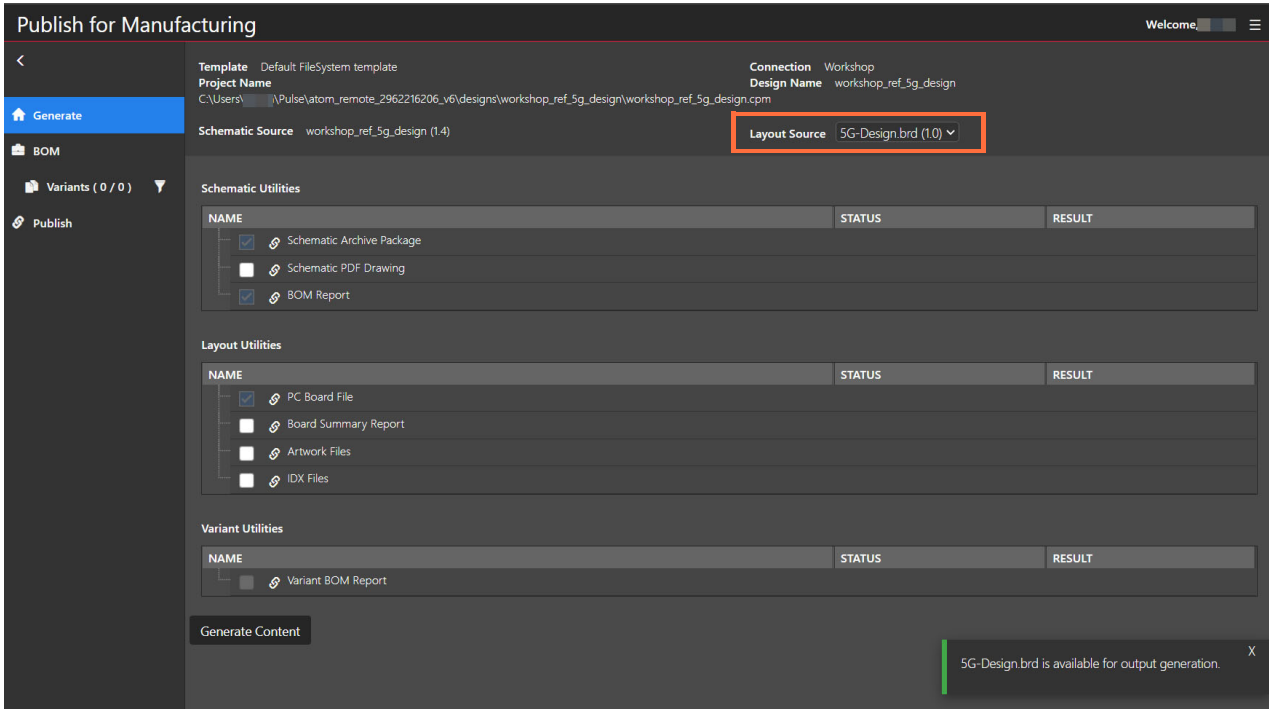 Publish for Manufacturing
Welcome,
Template Default FileSystem template
Connection Workshop
Project Name
Design Name workshop_ref_5g_design
C:\Users\ \Pulse\atom_remote_2962216206_v6\designs\workshop_ref_5g_design\workshop_ref_5g_design.cpm
Schematic Source workshop_ref_5g_design (1.4)
Layout Source 5G-Design.brd (1.0)
Generate
BOM
Variants ( 0 / 0 )
Publish
Schematic Utilities
NAME STATUS RESULT
Schematic Archive Package
Schematic PDF Drawing
BOM Report
Layout Utilities
NAME STATUS RESULT
PC Board File
Board Summary Report
Artwork Files
IDX Files
Variant Utilities
NAME STATUS RESULT
Variant BOM Report
Generate Content
X
5G-Design.brd is available for output generation.